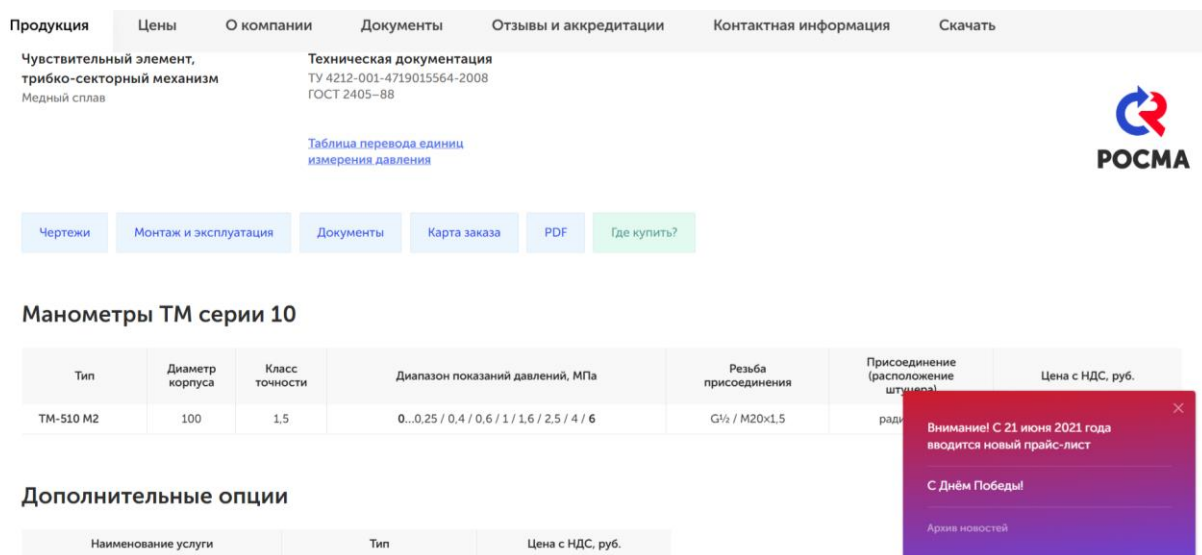 Продукция Цены О компании Документы Отзывы и аккредитации Контактная информация Скачать
Чувствительный элемент,
трибко-секторный механизм
Медный сплав
Техническая документация
ТУ 4212-001-4719015564-2008
ГОСТ 2405–88
Таблица перевода единиц
измерения давления
РОСМА
Чертежи Монтаж и эксплуатация Документы Карта заказа PDF Где купить?
Манометры ТМ серии 10
Тип Диаметр корпуса Класс точности Диапазон показаний давлений, МПа Резьба присоединения Присоединение (расположение штуцера) Цена с НДС, руб.
ТМ-510 М2 100 1,5 0...0,25 / 0,4 / 0,6 / 1 / 1,6 / 2,5 / 4 / 6 G½ / M20×1,5
Внимание! С 21 июня 2021 года
вводится новый прайс-лист
С Днём Победы!
Архив новостей
Дополнительные опции
Наименование услуги Тип Цена с НДС, руб.